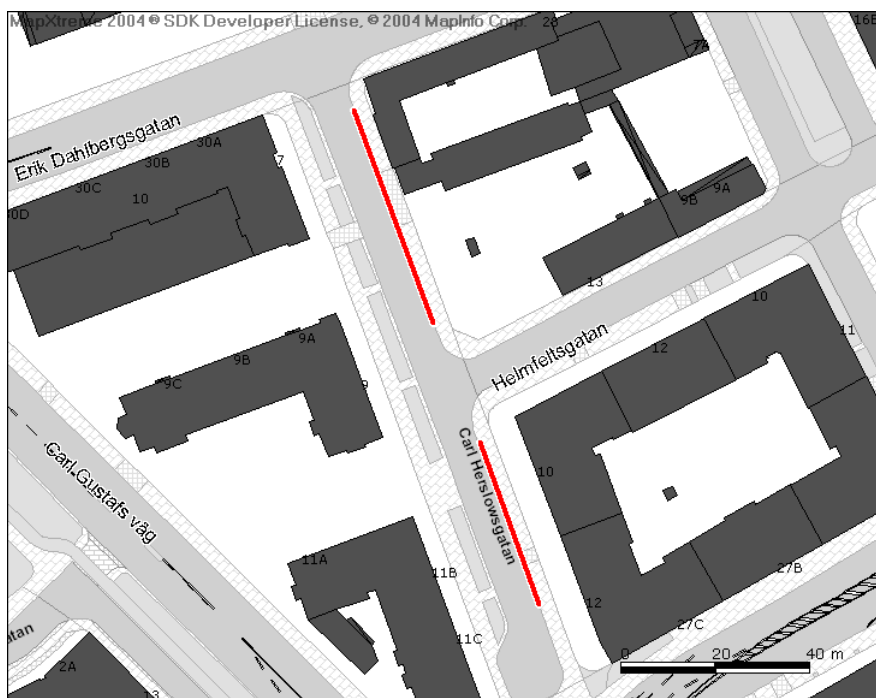 MapXtreme 2004 ® SDK Developer License, © 2004 MapInfo Corp.
28
16B
7A
Erik Dahlbergsgatan
30A
30B
30C
30D
10
7
9A
9B
13
Helmfeltsgatan
10
12
11
9A
9B
9C
9
10
Carl Herslowsgatan
Carl Gustafs väg
11A
11B
11C
12
27B
27C
2A
13
0 20 40 m